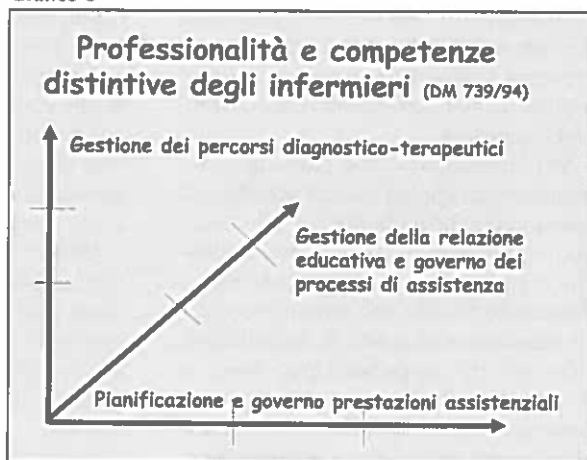 Professionalità e competenze
distintive degli infermieri (DM 739/94)
Gestione dei percorsi diagnostico-terapeutici
Gestione della relazione
educativa e governo dei
processi di assistenza
Pianificazione e governo prestazioni assistenziali